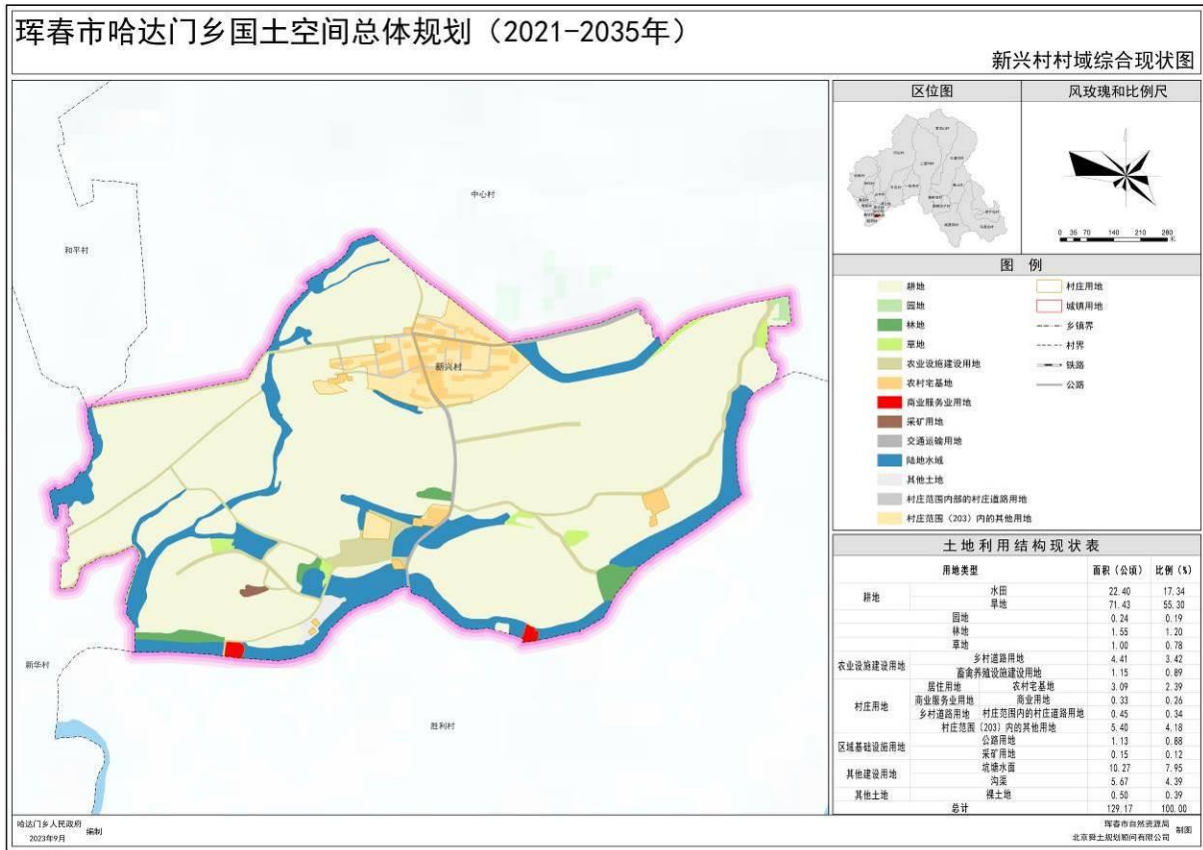 珲春市哈达门乡国土空间总体规划（2021-2035年）
新兴村村域综合现状图
中心村
和平村
新兴村
新华村
胜利村
区位图
风玫瑰和比例尺
0 35 70 140 210 280
图 例
耕地
园地
林地
草地
农业设施建设用地
农村宅基地
商业服务业用地
采矿用地
交通运输用地
陆地水域
其他土地
村庄范围内部的村庄道路用地
村庄范围（203）内的其他用地
村庄用地
城镇用地
乡镇界
村界
铁路
公路
土地利用结构现状表
用地类型 面积（公顷） 比例（%）
耕地 水田 22.40 17.34
旱地 71.43 55.30
园地 0.24 0.19
林地 1.55 1.20
草地 1.00 0.78
农业设施建设用地 乡村道路用地 4.41 3.42
畜禽养殖设施建设用地 1.15 0.89
村庄用地 居住用地 农村宅基地 3.09 2.39
商业服务业用地 商业用地 0.33 0.26
乡村道路用地 村庄范围内的村庄道路用地 0.45 0.34
村庄范围（203）内的其他用地 5.40 4.18
区域基础设施用地 公路用地 1.13 0.88
采矿用地 0.15 0.12
其他建设用地 坑塘水面 10.27 7.95
沟渠 5.67 4.39
其他土地 裸土地 0.50 0.39
总计 129.17 100.00
哈达门乡人民政府 编制
2023年9月
珲春市自然资源局 制图
北京舜土规划顾问有限公司